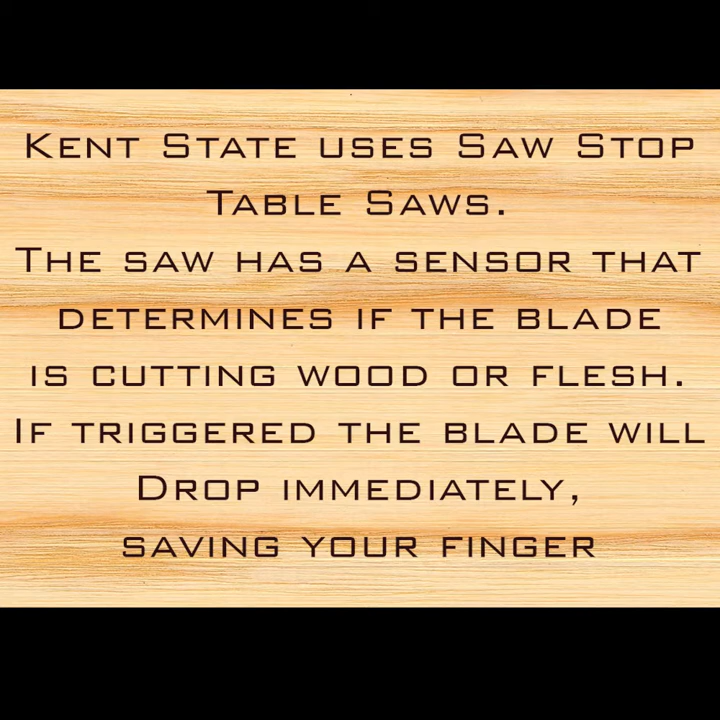 Kent State uses Saw Stop
Table Saws.
The saw has a sensor that
determines if the blade
is cutting wood or flesh.
If triggered the blade will
Drop immediately,
saving your finger